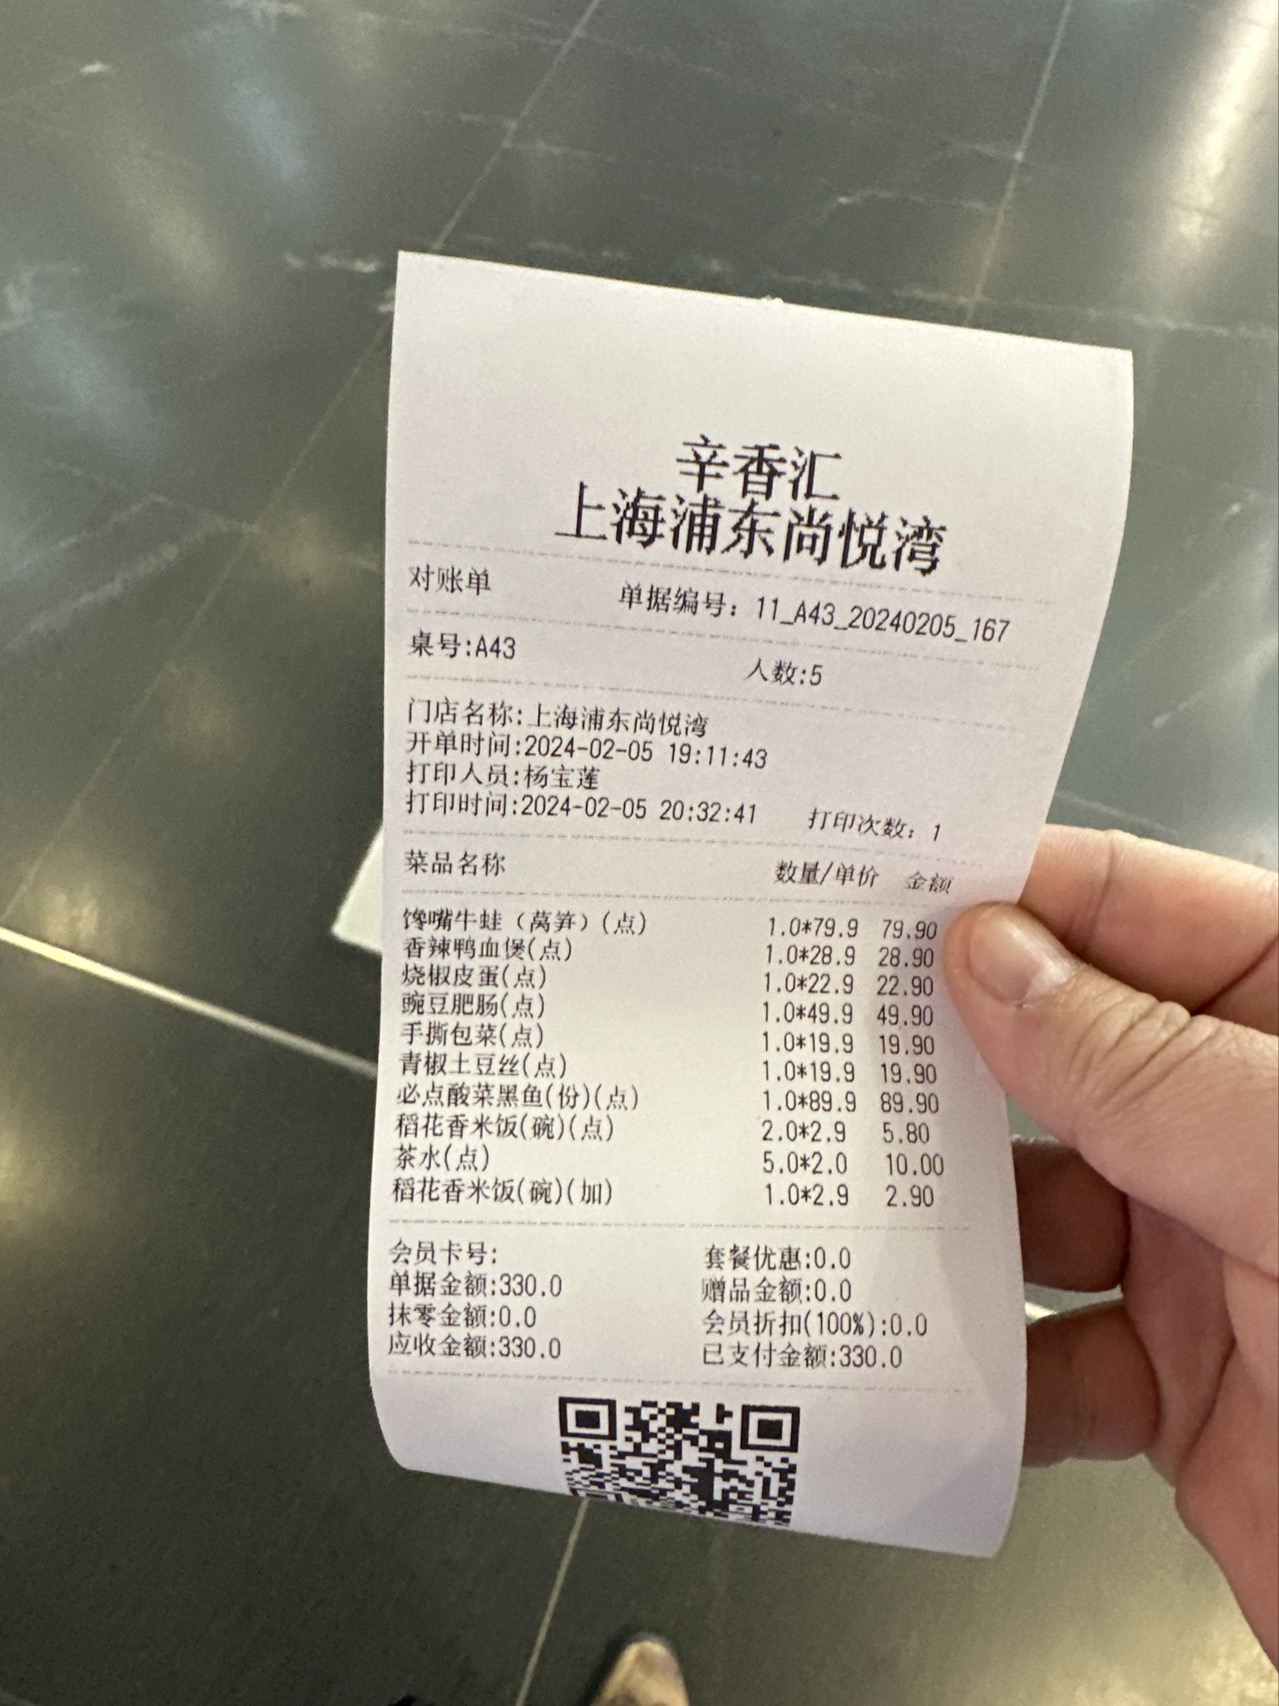 辛香汇
上海浦东尚悦湾
对账单 单据编号：11_A43_20240205_167
桌号:A43 人数:5
门店名称:上海浦东尚悦湾
开单时间:2024-02-05 19:11:43
打印人员:杨宝莲
打印时间:2024-02-05 20:32:41 打印次数：1
菜品名称 数量/单价 金额
馋嘴牛蛙（莴笋）(点) 1.0*79.9 79.90
香辣鸭血煲(点) 1.0*28.9 28.90
烧椒皮蛋(点) 1.0*22.9 22.90
豌豆肥肠(点) 1.0*49.9 49.90
手撕包菜(点) 1.0*19.9 19.90
青椒土豆丝(点) 1.0*19.9 19.90
必点酸菜黑鱼(份)(点) 1.0*89.9 89.90
稻花香米饭(碗)(点) 2.0*2.9 5.80
茶水(点) 5.0*2.0 10.00
稻花香米饭(碗)(加) 1.0*2.9 2.90
会员卡号: 套餐优惠:0.0
单据金额:330.0 赠品金额:0.0
抹零金额:0.0 会员折扣(100%):0.0
应收金额:330.0 已支付金额:330.0